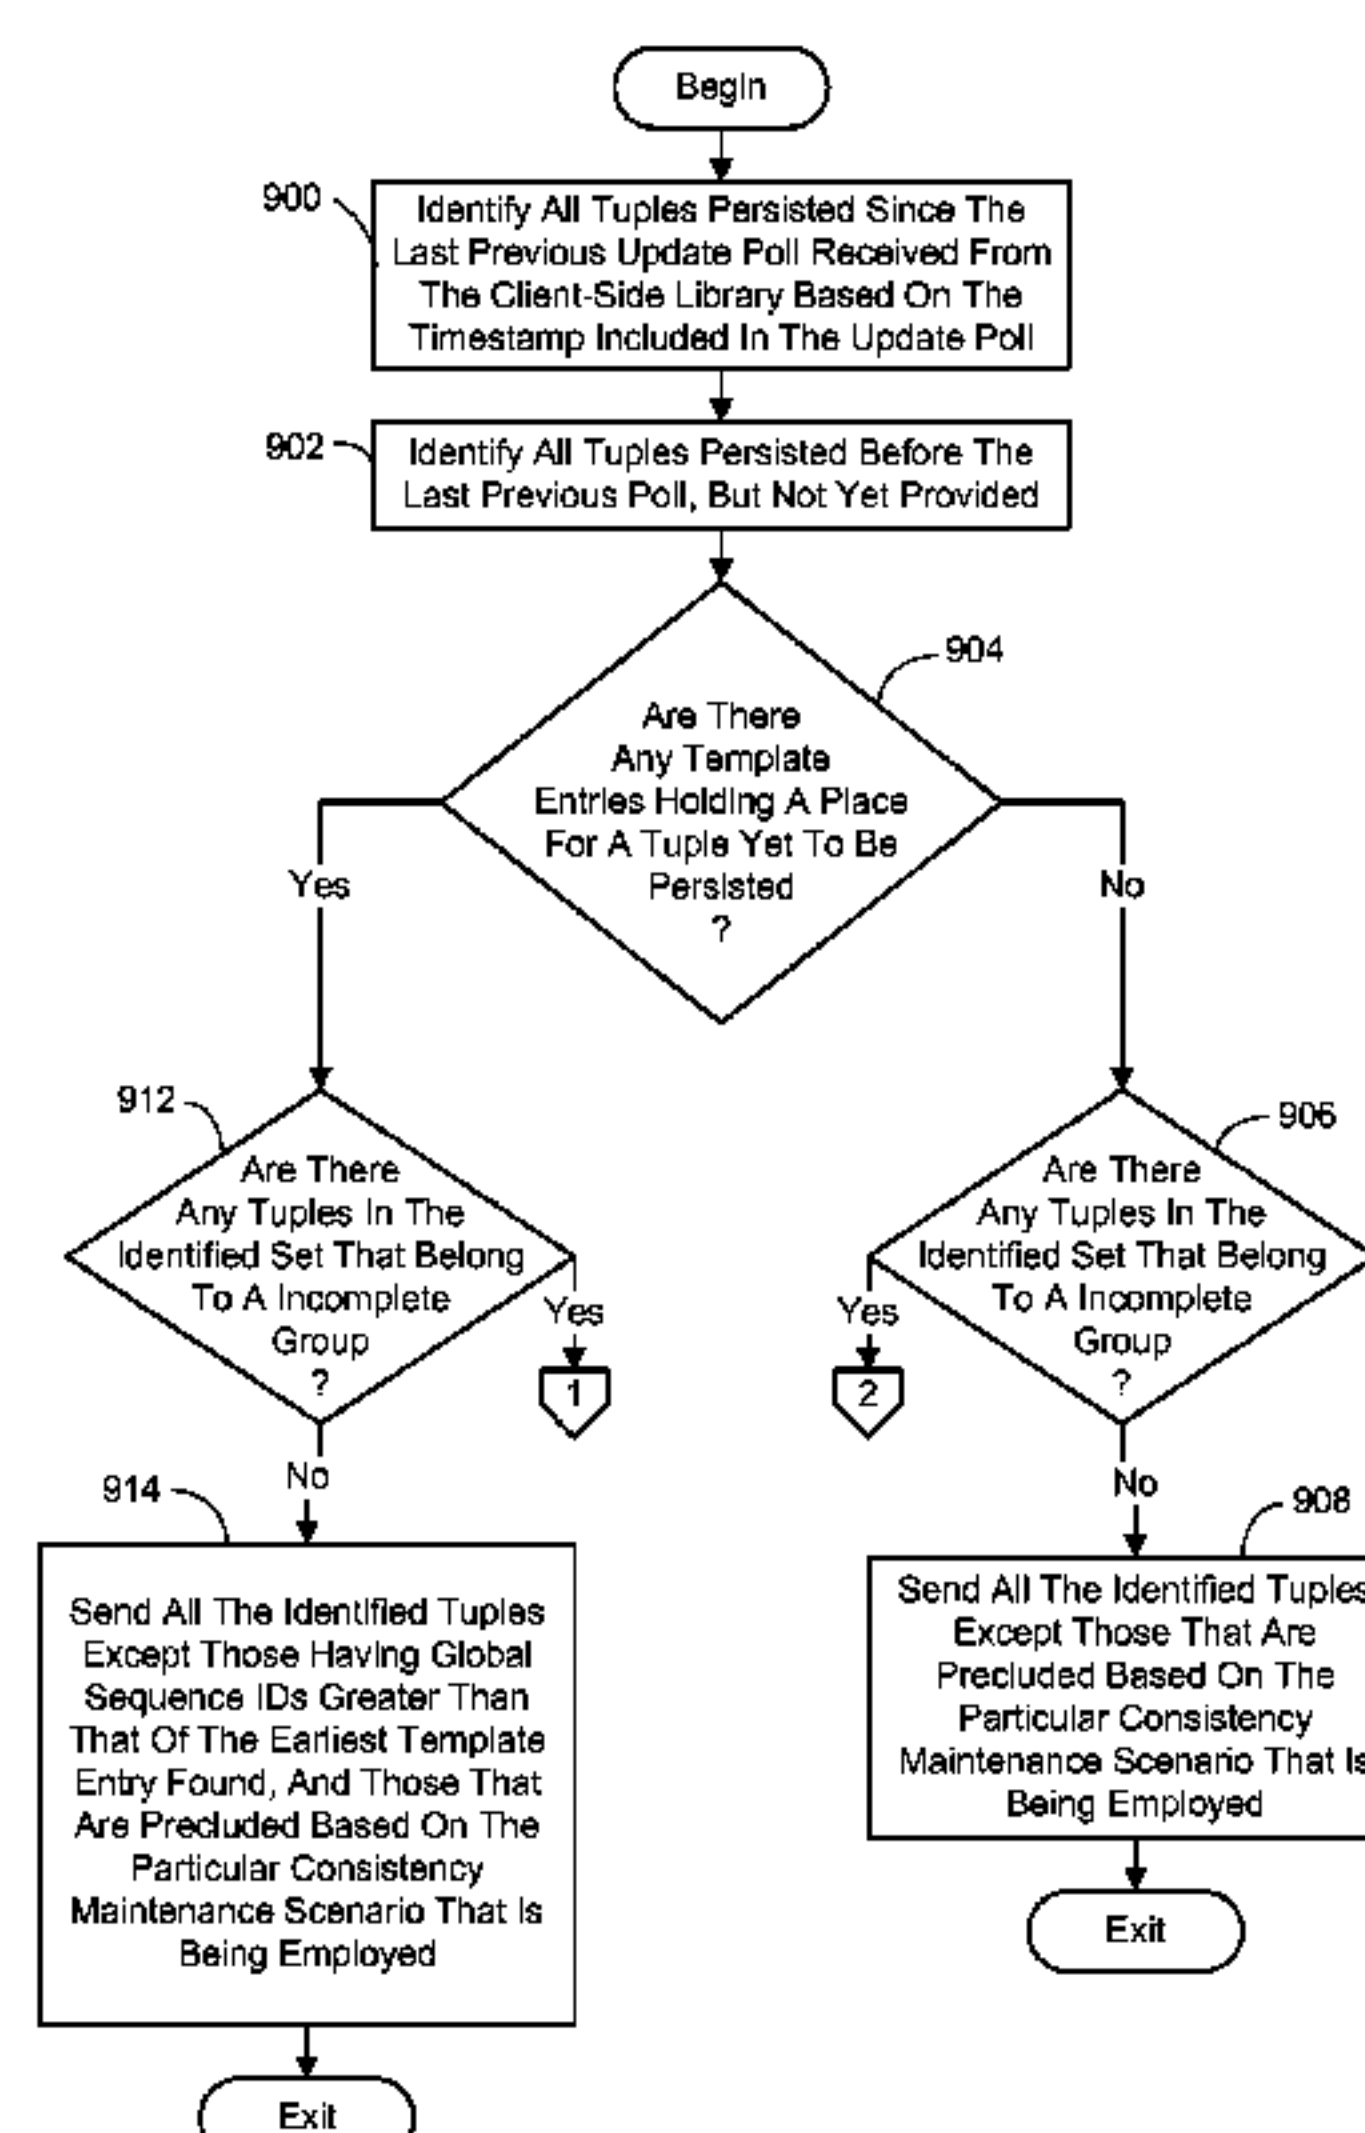 Begin
900
Identify All Tuples Persisted Since The
Last Previous Update Poll Received From
The Client-Side Library Based On The
Timestamp Included In The Update Poll
902
Identify All Tuples Persisted Before The
Last Previous Poll, But Not Yet Provided
904
Are There
Any Template
Entries Holding A Place
For A Tuple Yet To Be
Persisted
?
Yes
No
912
Are There
Any Tuples In The
Identified Set That Belong
To A Incomplete
Group
?
Yes
1
No
906
Are There
Any Tuples In The
Identified Set That Belong
To A Incomplete
Group
?
Yes
2
No
914
Send All The Identified Tuples
Except Those Having Global
Sequence IDs Greater Than
That Of The Earliest Template
Entry Found, And Those That
Are Precluded Based On The
Particular Consistency
Maintenance Scenario That Is
Being Employed
Exit
908
Send All The Identified Tuples
Except Those That Are
Precluded Based On The
Particular Consistency
Maintenance Scenario That Is
Being Employed
Exit